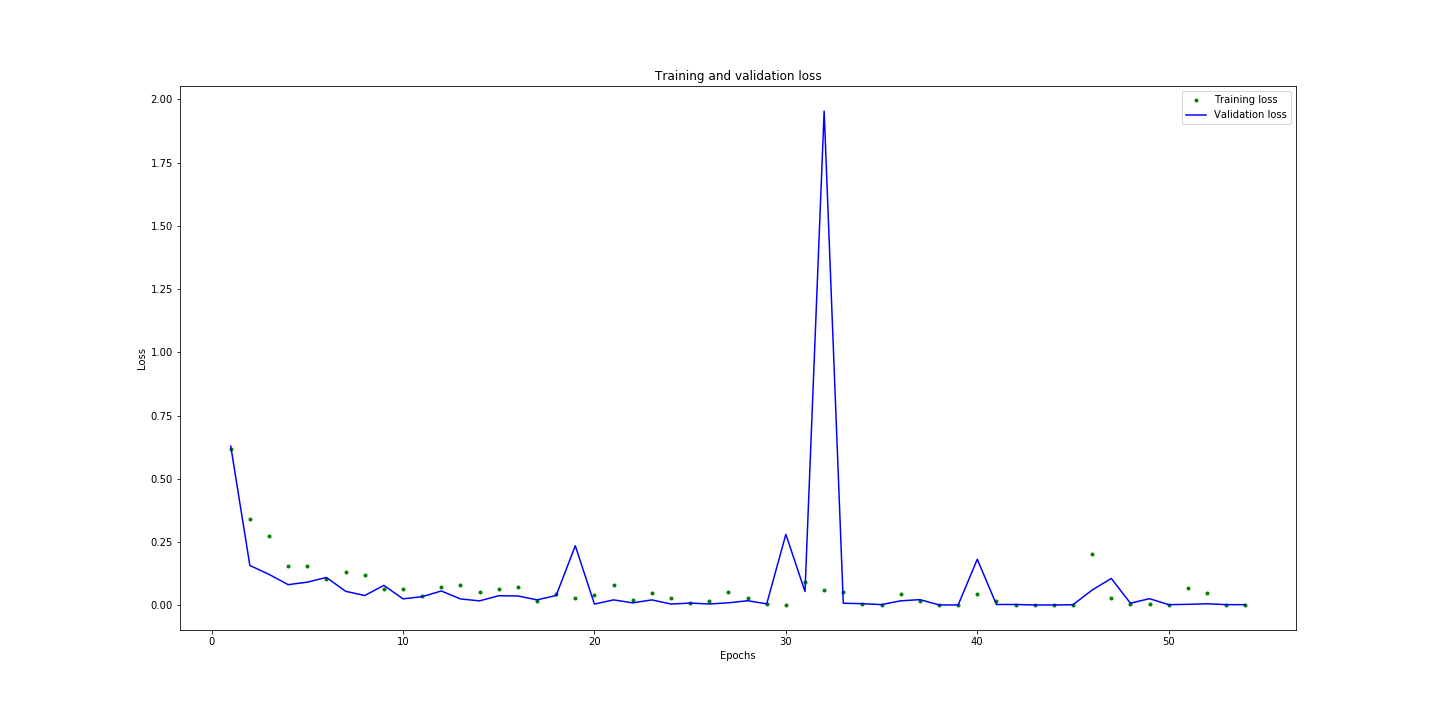 Training and validation loss
Training loss
Validation loss
2.00
1.75
1.50
1.25
1.00
0.75
0.50
0.25
0.00
Loss
0 10 20 30 40 50
Epochs